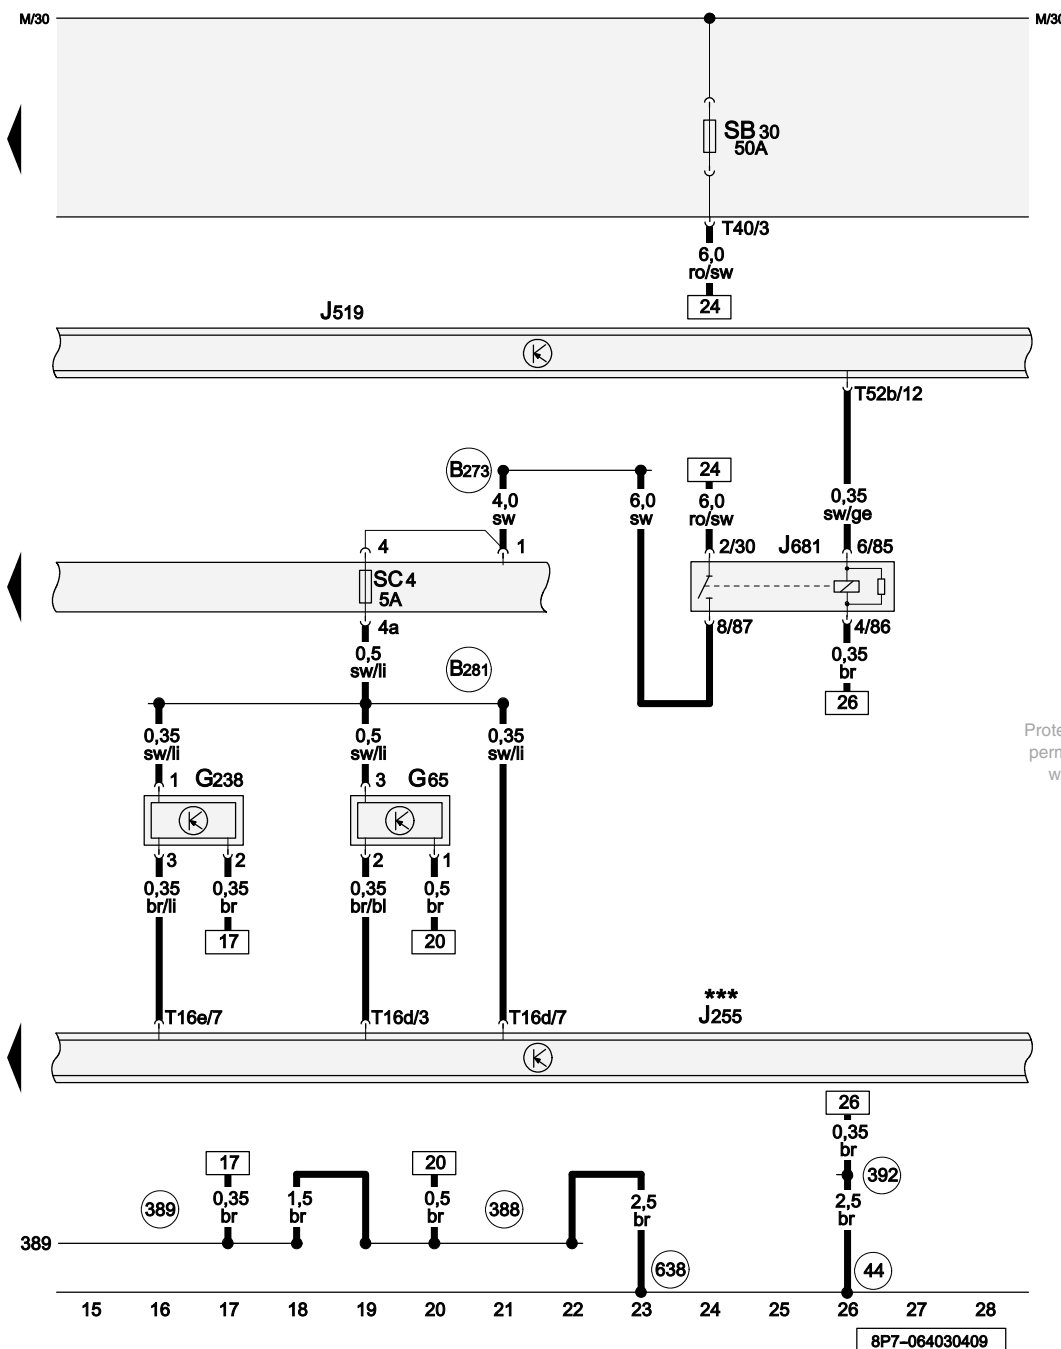 M/30
M/30
SB 30
50A
T40/3
6,0
ro/sw
24
J519
T52b/12
B273
24
4,0
sw
6,0
sw
6,0
ro/sw
0,35
sw/ge
4
1
2/30
J681
6/85
SC 4
5A
4a
8/87
4/86
0,5
sw/li
B281
0,35
br
26
0,35
sw/li
0,5
sw/li
0,35
sw/li
Prote
perm
w
1
G238
3
G65
3
2
2
1
0,35
br/li
0,35
br
0,35
br/bl
0,5
br
17
20
***
J255
T16e/7
T16d/3
T16d/7
26
0,35
br
17
20
392
389
0,35
br
1,5
br
0,5
br
388
2,5
br
2,5
br
389
638
44
15 16 17 18 19 20 21 22 23 24 25 26 27 28
8P7-064030409